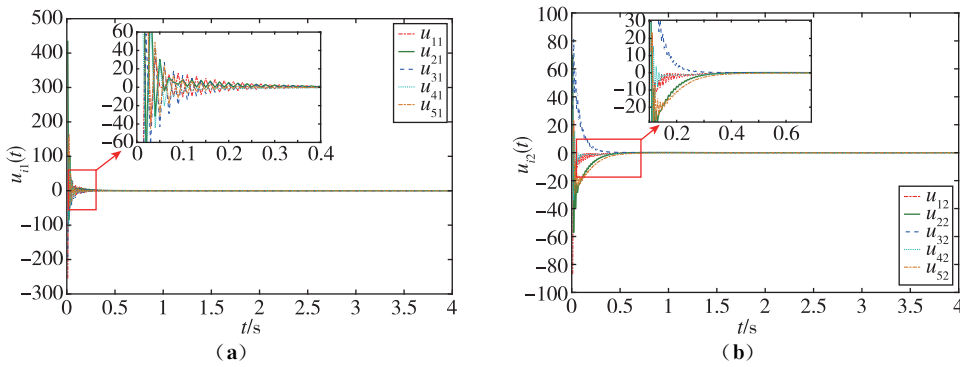 (a)
500
400
300
200
100
0
−100
−200
−300
u_{i1}(t)
0 0.5 1 1.5 2 2.5 3 3.5 4
t/s
60
40
20
0
−20
−40
−60
0 0.1 0.2 0.3 0.4
u_{11}
u_{21}
u_{31}
u_{41}
u_{51}
(a)
(b)
100
80
60
40
20
0
−20
−40
−60
−80
−100
u_{i2}(t)
0 0.5 1 1.5 2 2.5 3 3.5 4
t/s
30
20
10
0
−10
−20
0.2 0.4 0.6
u_{12}
u_{22}
u_{32}
u_{42}
u_{52}
(b)